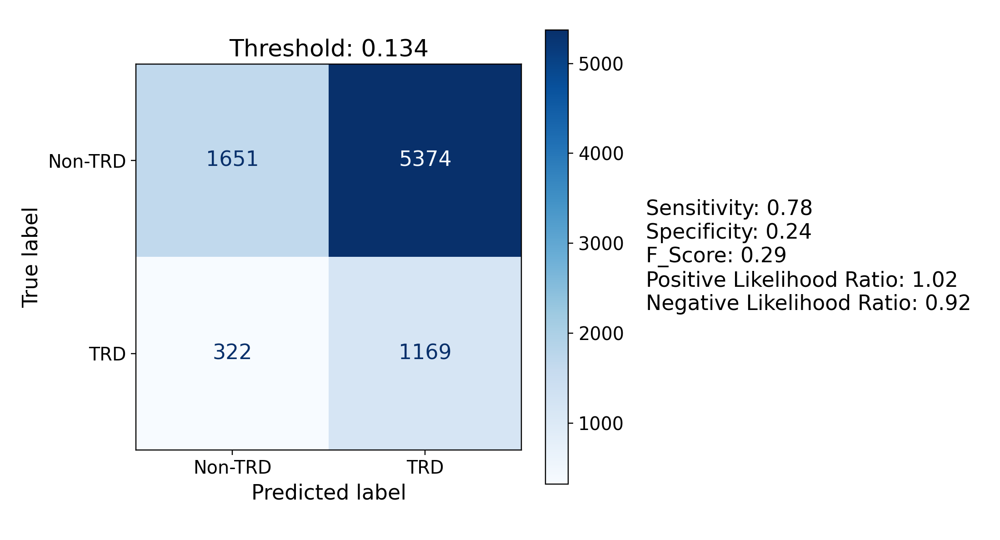 Threshold: 0.134
Non-TRD
TRD
True label
1651
5374
322
1169
Non-TRD
TRD
Predicted label
5000
4000
3000
2000
1000
Sensitivity: 0.78
Specificity: 0.24
F_Score: 0.29
Positive Likelihood Ratio: 1.02
Negative Likelihood Ratio: 0.92